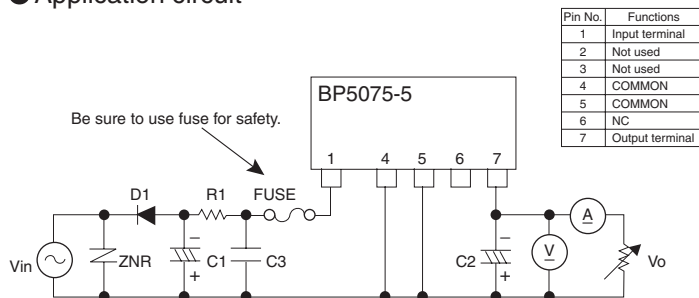 Application circuit
Pin No. Functions
1 Input terminal
2 Not used
3 Not used
4 COMMON
5 COMMON
6 NC
7 Output terminal
BP5075-5
Be sure to use fuse for safety.
1 4 5 6 7
D1 R1 FUSE
A
− − V
Vin ZNR C1 C3 C2 Vo
+ +